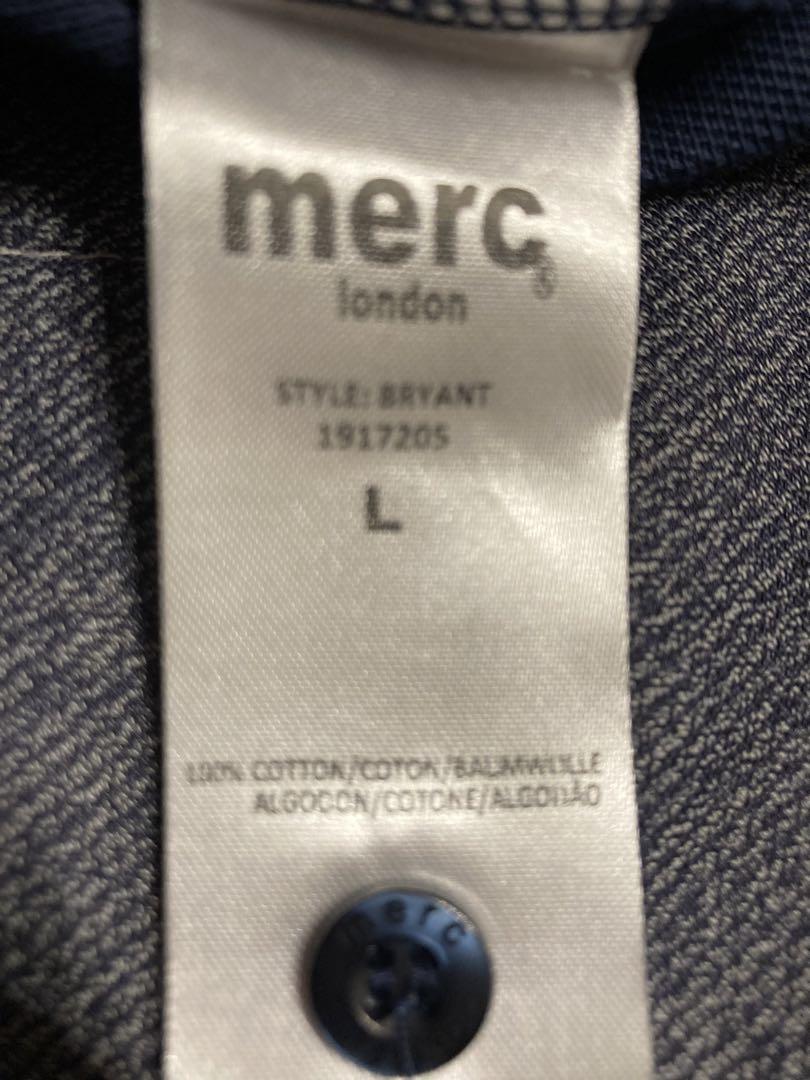 merc®
london
STYLE: BRYANT
1917205
L
100% COTTON/COTON/BAUMWOLLE
ALGODON/COTONE/ALGODÃO
merc